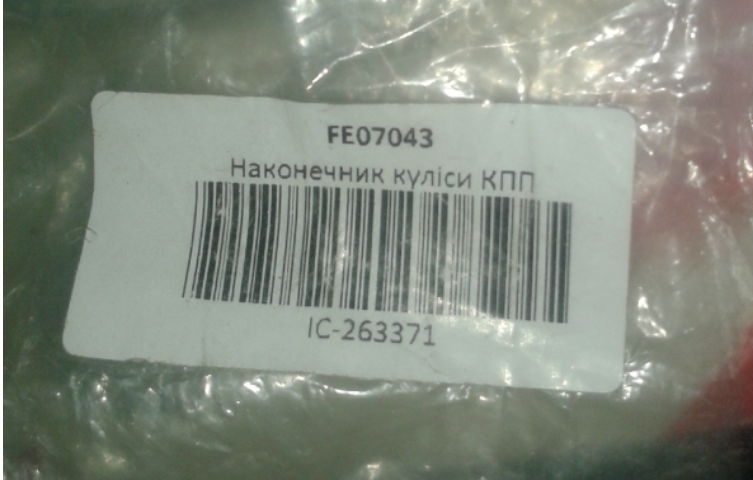 FE07043
Наконечник куліси КПП
IC-263371